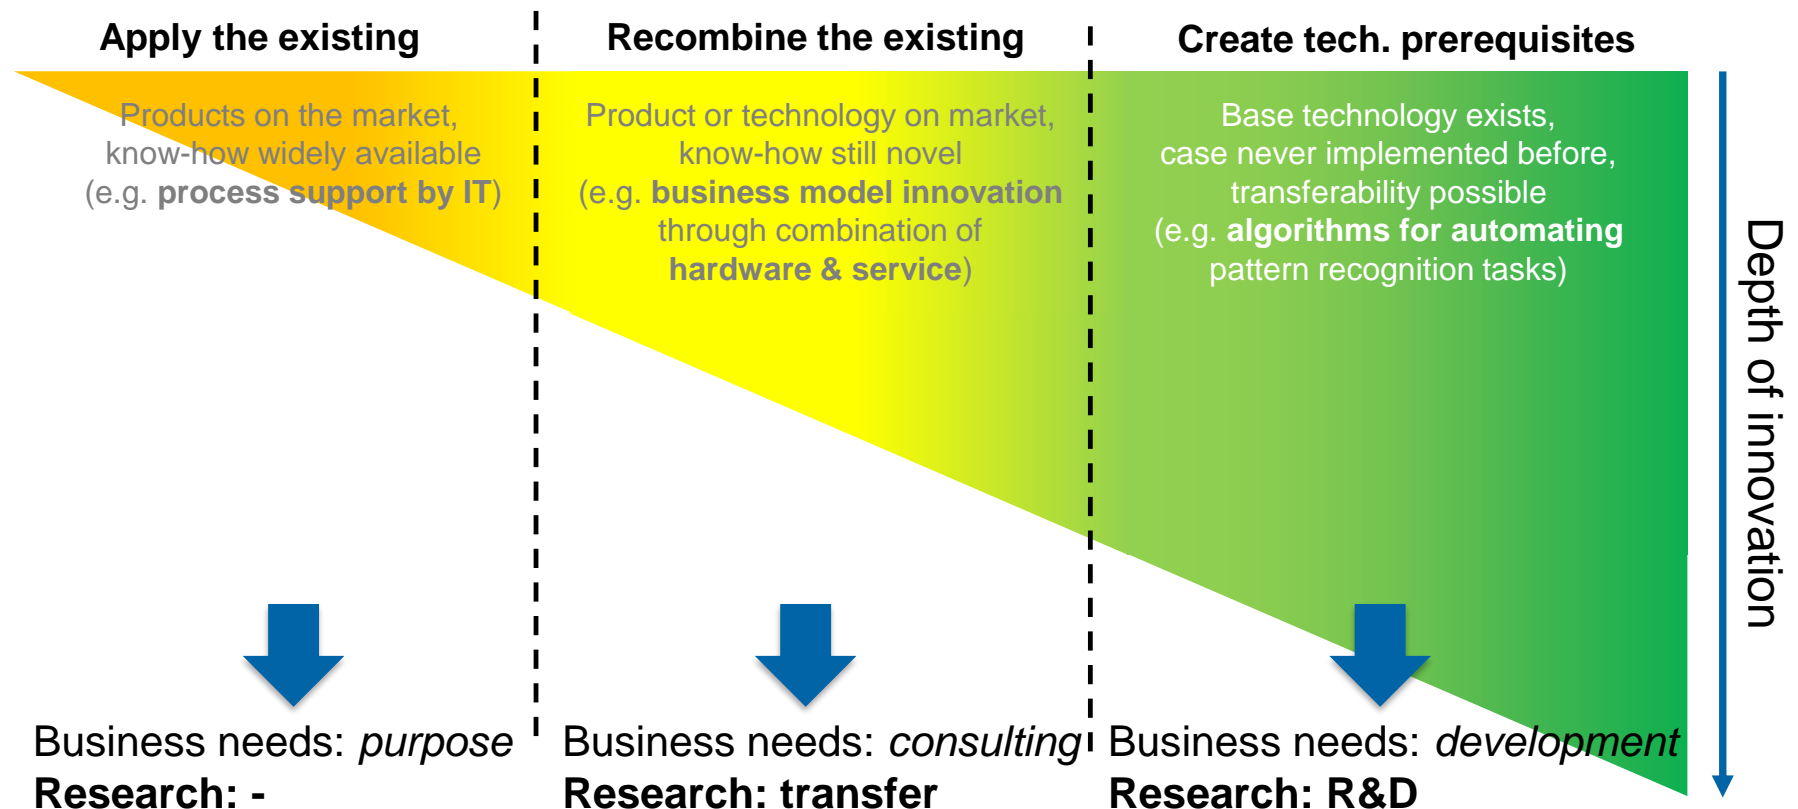 Apply the existing
Products on the market,
know-how widely available
(e.g. process support by IT)
Business needs: purpose
Research: -
Recombine the existing
Product or technology on market,
know-how still novel
(e.g. business model innovation
through combination of
hardware & service)
Business needs: consulting
Research: transfer
Create tech. prerequisites
Base technology exists,
case never implemented before,
transferability possible
(e.g. algorithms for automating
pattern recognition tasks)
Business needs: development
Research: R&D
Depth of innovation